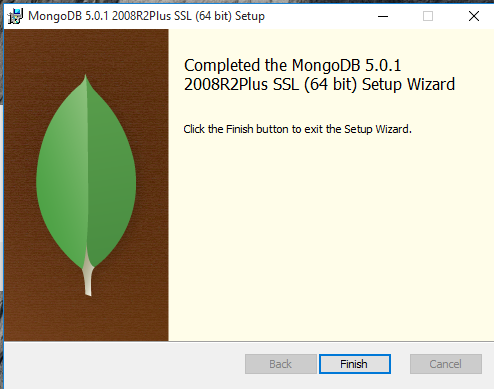 MongoDB 5.0.1 2008R2Plus SSL (64 bit) Setup
Completed the MongoDB 5.0.1
2008R2Plus SSL (64 bit) Setup Wizard
Click the Finish button to exit the Setup Wizard.
Back
Finish
Cancel